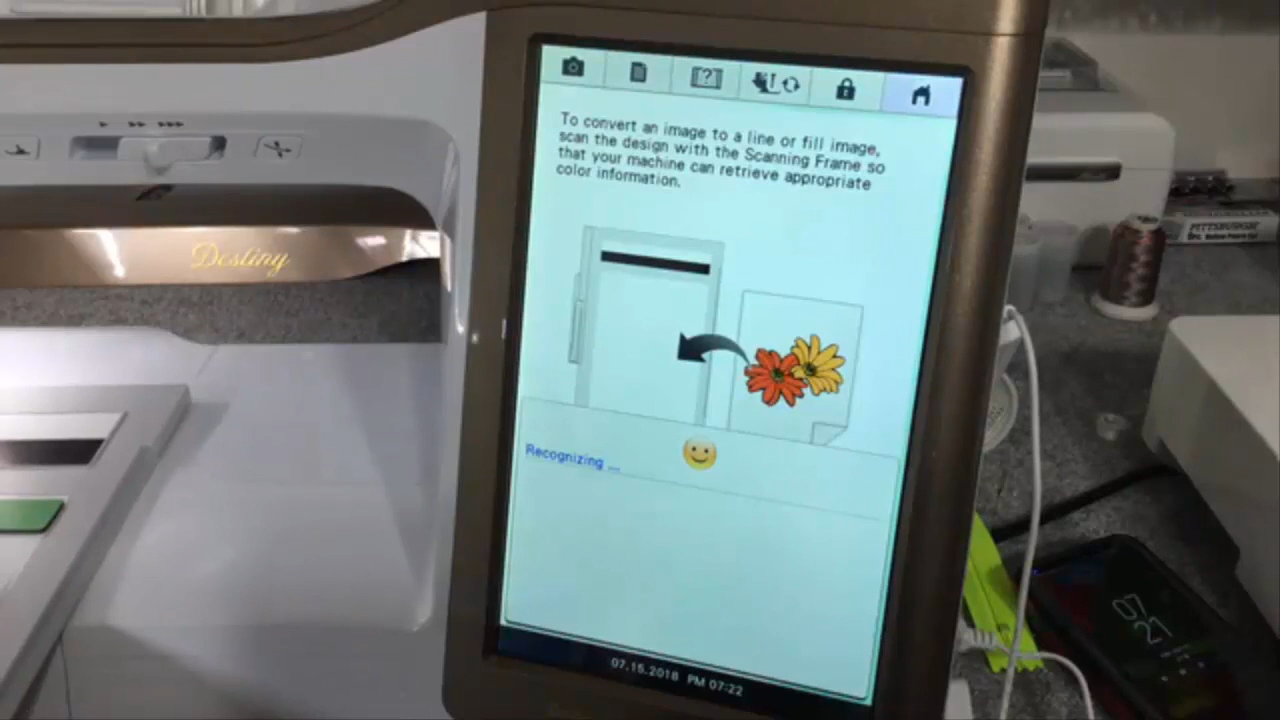 To convert an image to a line or fill image,
scan the design with the Scanning Frame so
that your machine can retrieve appropriate
color information.
Destiny
Recognizing ...
07.15.2018 PM 07:22
PITTSBURGH
07
21